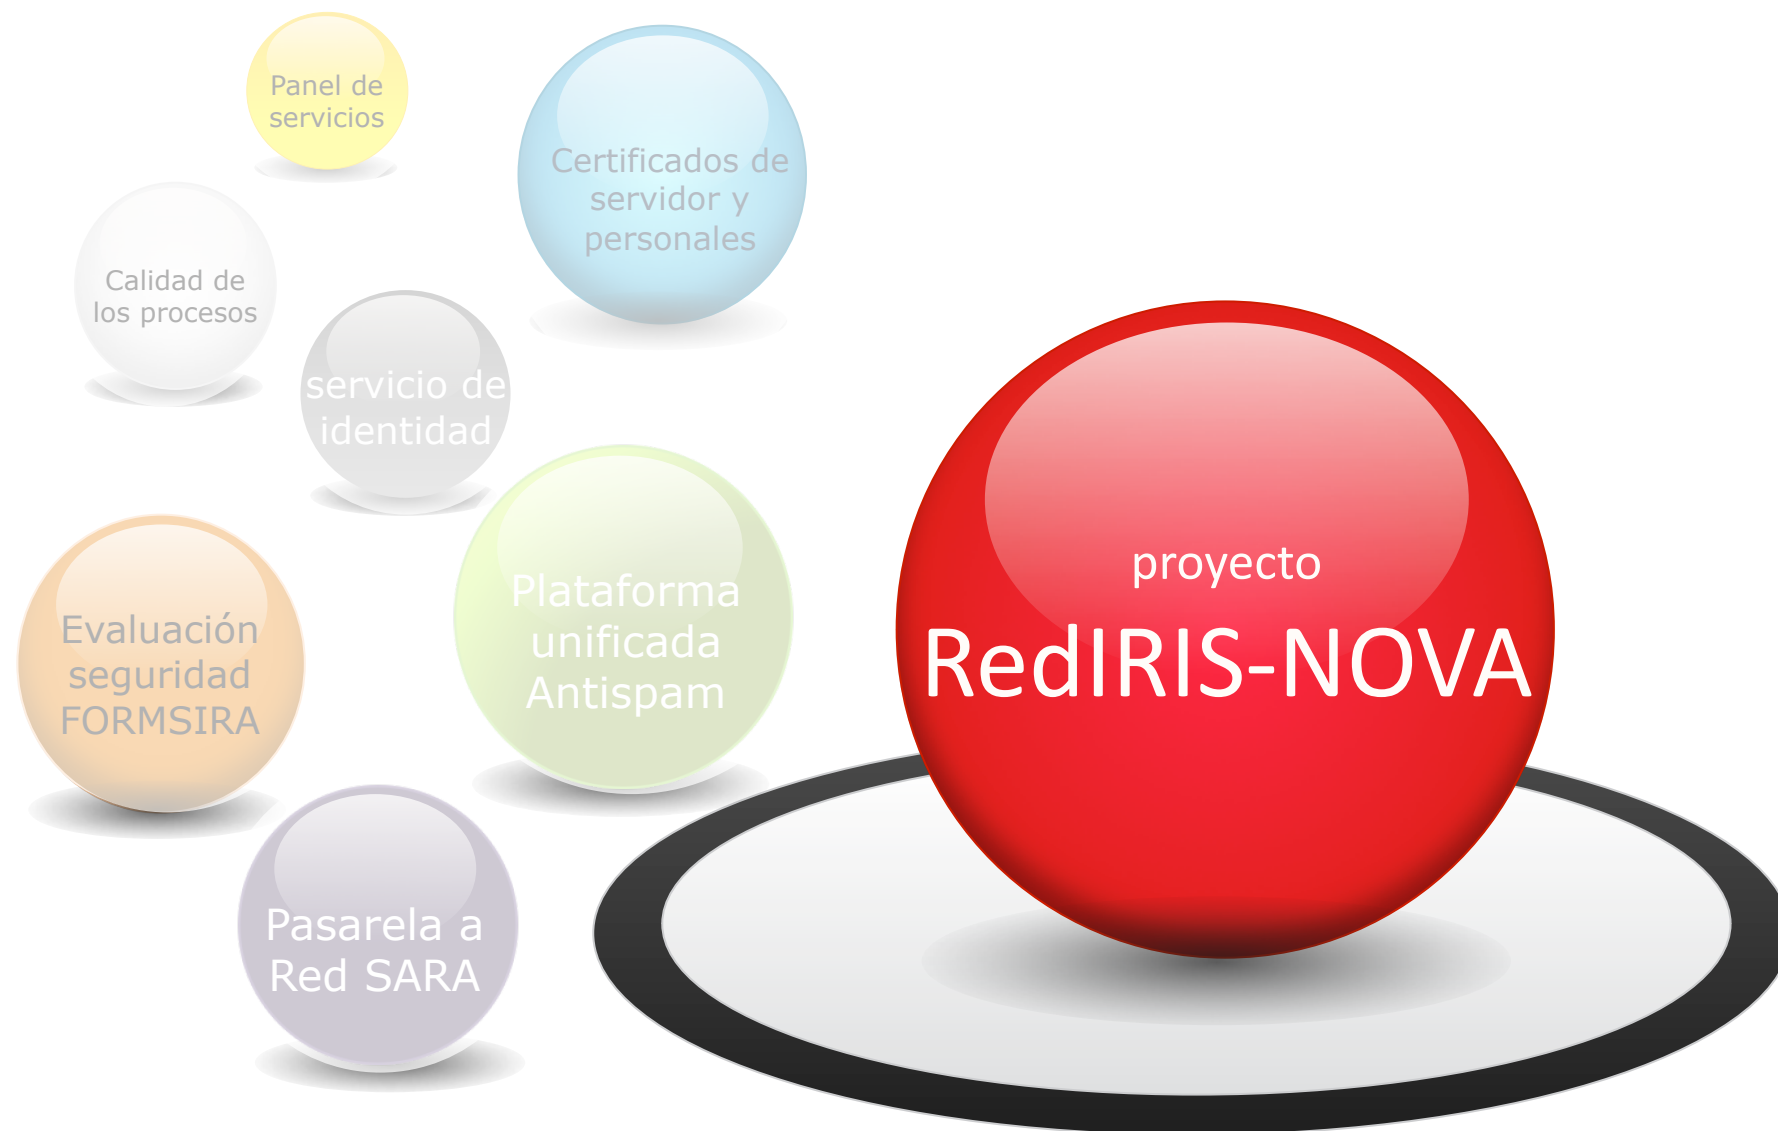 Panel de
servicios
Certificados de
servidor y
personales
Calidad de
los procesos
servicio de
identidad
Evaluación
seguridad
FORMSIRA
Plataforma
unificada
Antispam
Pasarela a
Red SARA
proyecto
RedIRIS-NOVA